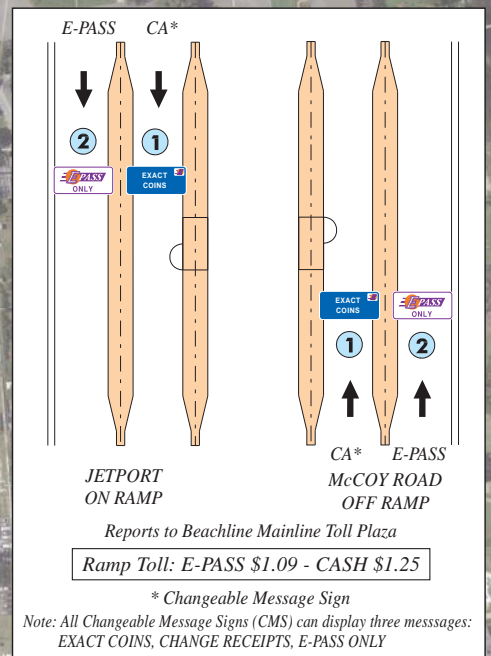 E-PASS CA*
2 1
E-PASS
ONLY
EXACT
COINS
EXACT
COINS
E-PASS
ONLY
1 2
CA* E-PASS
JETPORT
ON RAMP
McCOY ROAD
OFF RAMP
Reports to Beachline Mainline Toll Plaza
Ramp Toll: E-PASS $1.09 - CASH $1.25
* Changeable Message Sign
Note: All Changeable Message Signs (CMS) can display three messsages:
EXACT COINS, CHANGE RECEIPTS, E-PASS ONLY